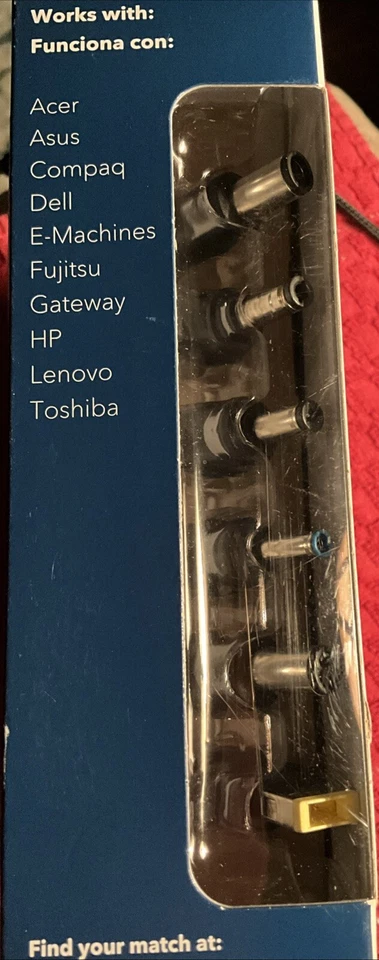 Works with:
Funciona con:
Acer
Asus
Compaq
Dell
E-Machines
Fujitsu
Gateway
HP
Lenovo
Toshiba
Find your match at: